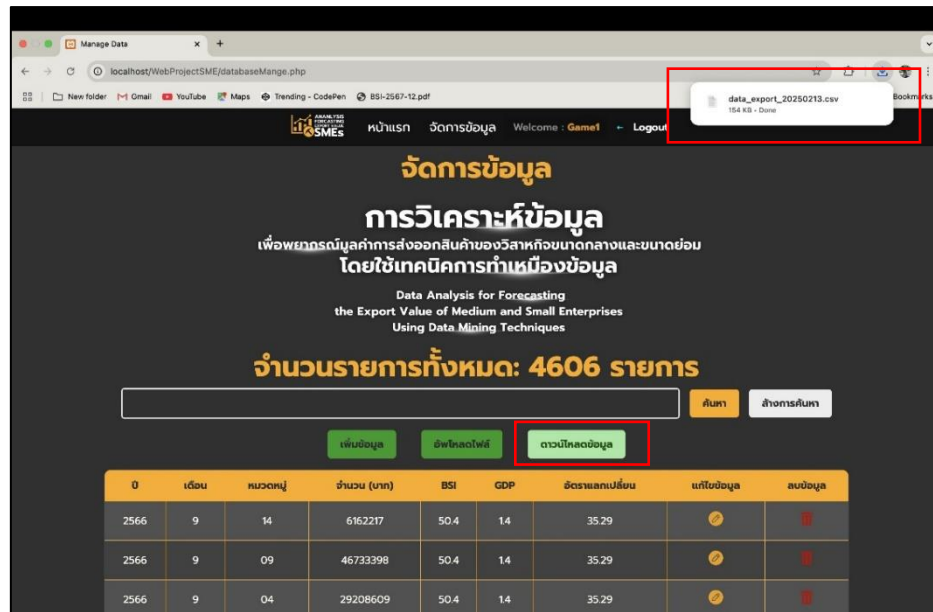 Manage Data
localhost/WebProjectSME/databaseMange.php
New folder Gmail YouTube Maps Trending - CodePen BSI-2567-12.pdf Bookmarks
data_export_20250213.csv
154 KB • Done
SMEs หน้าแรก จัดการข้อมูล Welcome : Game1 Logout
จัดการข้อมูล
การวิเคราะห์ข้อมูล
เพื่อพยากรณ์มูลค่าการส่งออกสินค้าของวิสาหกิจขนาดกลางและขนาดย่อม
โดยใช้เทคนิคการทำเหมืองข้อมูล
Data Analysis for Forecasting
the Export Value of Medium and Small Enterprises
Using Data Mining Techniques
จำนวนรายการทั้งหมด: 4606 รายการ
ค้นหา ล้างการค้นหา
เพิ่มข้อมูล อัพโหลดไฟล์ ดาวน์โหลดข้อมูล
ปี เดือน หมวดหมู่ จำนวน (บาท) BSI GDP อัตราแลกเปลี่ยน แก้ไขข้อมูล ลบข้อมูล
2566 9 14 6162217 50.4 1.4 35.29
2566 9 09 46733398 50.4 1.4 35.29
2566 9 04 29208609 50.4 1.4 35.29